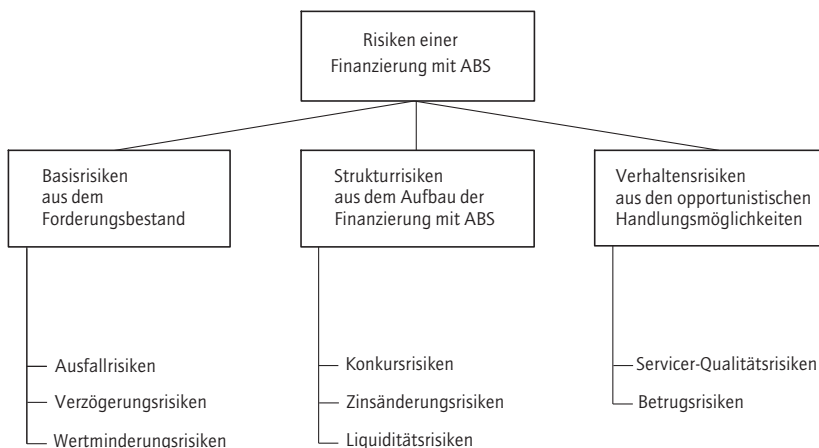 Risiken einer
Finanzierung mit ABS
Basisrisiken
aus dem
Forderungsbestand
Strukturrisiken
aus dem Aufbau der
Finanzierung mit ABS
Verhaltensrisiken
aus den opportunistischen
Handlungsmöglichkeiten
Ausfallrisiken
Verzögerungsrisiken
Wertminderungsrisiken
Konkursrisiken
Zinsänderungsrisiken
Liquiditätsrisiken
Servicer-Qualitätsrisiken
Betrugsrisiken